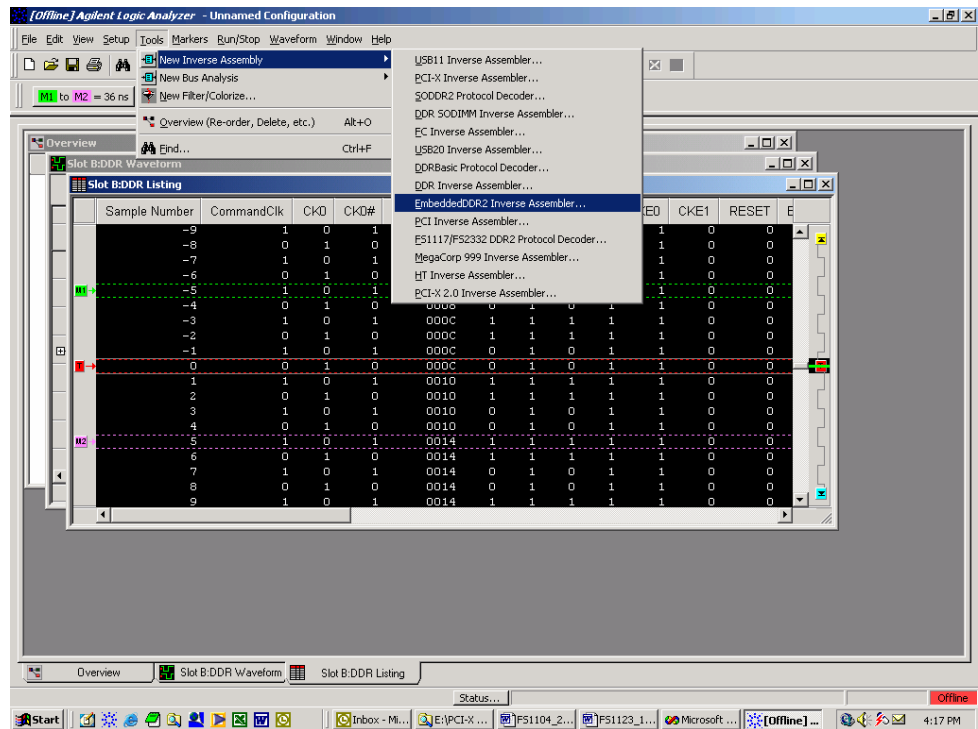 [Offline] Agilent Logic Analyzer - Unnamed Configuration
File Edit View Setup Tools Markers Run/Stop Waveform Window Help
M1 to M2 = 36 ns
New Inverse Assembly
New Bus Analysis
New Filter/Colorize...
Overview (Re-order, Delete, etc.) Alt+O
Find... Ctrl+F
USB11 Inverse Assembler...
PCI-X Inverse Assembler...
SODDR2 Protocol Decoder...
DDR SODIMM Inverse Assembler...
FC Inverse Assembler...
USB20 Inverse Assembler...
DDRBasic Protocol Decoder...
DDR Inverse Assembler...
EmbeddedDDR2 Inverse Assembler...
PCI Inverse Assembler...
FS1117/FS2332 DDR2 Protocol Decoder...
MegaCorp 999 Inverse Assembler...
HT Inverse Assembler...
PCI-X 2.0 Inverse Assembler...
Overview
Slot B:DDR Waveform
Slot B:DDR Listing
Sample Number CommandClk CK0 CK0# E0 CKE1 RESET E
-9 1 0 1 1 0 0
-8 0 1 0 1 0 0
-7 1 0 1 1 0 0
-6 0 1 0 1 0 0
M1 -5 1 0 1 1 0 0
-4 0 1 0 0008 0 1 1 0 1 1 0 0
-3 1 0 1 000C 1 1 1 1 1 0 0
-2 0 1 0 000C 1 1 1 1 1 0 0
-1 1 0 1 000C 0 1 0 1 1 0 0
T 0 0 1 0 000C 0 1 0 1 1 0 0 T
1 1 0 1 0010 1 1 1 1 1 0 0
2 0 1 0 0010 1 1 1 1 1 0 0
3 1 0 1 0010 0 1 0 1 1 0 0
4 0 1 0 0010 0 1 0 1 1 0 0
M2 5 1 0 1 0014 1 1 1 1 1 0 0
6 0 1 0 0014 1 1 1 1 1 0 0
7 1 0 1 0014 0 1 0 1 1 0 0
8 0 1 0 0014 0 1 0 1 1 0 0
9 1 0 1 0014 1 1 1 1 1 0 0
Overview Slot B:DDR Waveform Slot B:DDR Listing
Status... Offline
Start Inbox - Mi... E:\PCI-X ... FS1104_2... FS1123_1... Microsoft ... [Offline] ... 4:17 PM